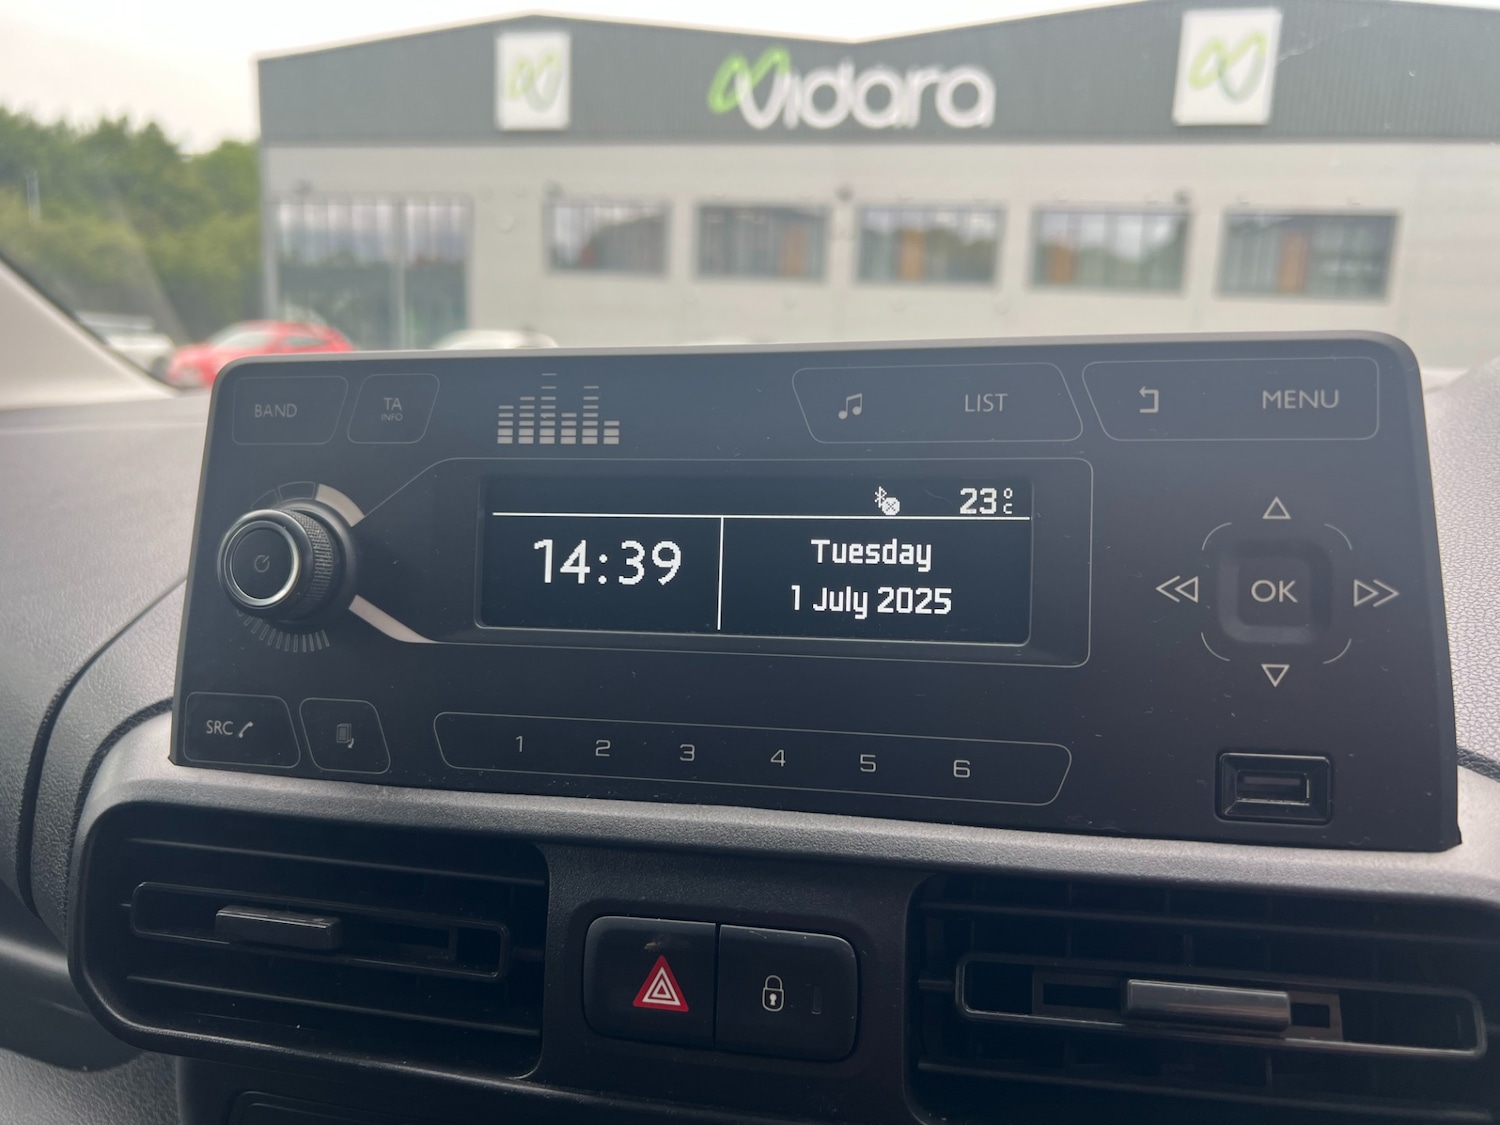 Vidara
BAND
TA
INFO
LIST
MENU
23°C
14:39
Tuesday
1 July 2025
OK
SRC
1 2 3 4 5 6